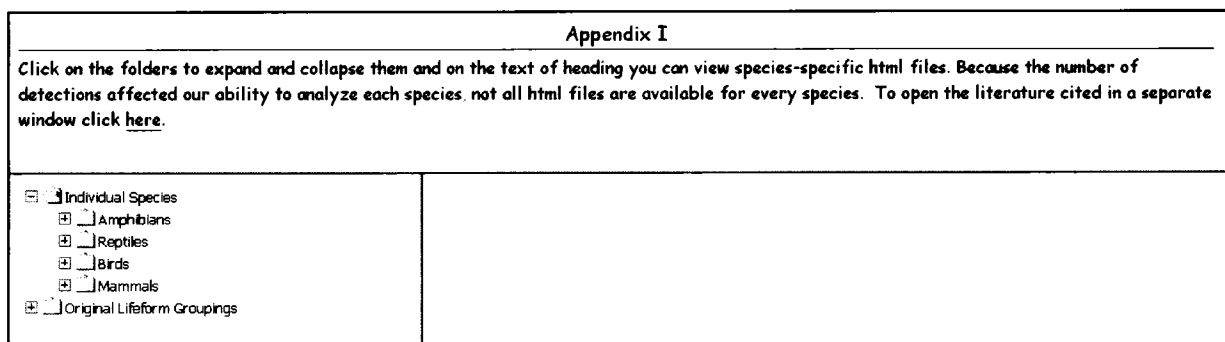 Appendix I
Click on the folders to expand and collapse them and on the text of heading you can view species-specific html files. Because the number of
detections affected our ability to analyze each species, not all html files are available for every species. To open the literature cited in a separate
window click here.
Individual Species
Amphibians
Reptiles
Birds
Mammals
Original Lifeform Groupings